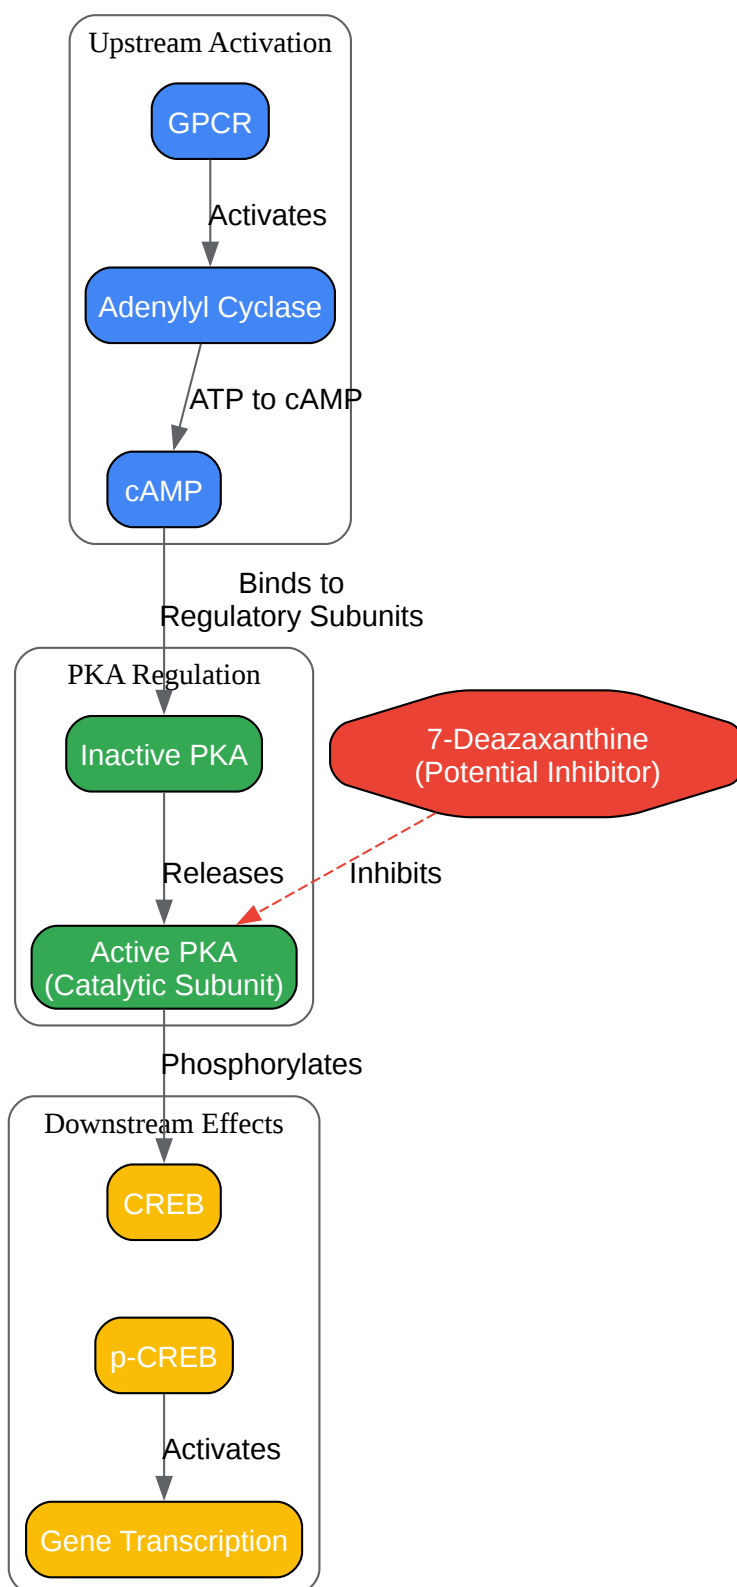 Upstream Activation
GPCR
Activates
Adenylyl Cyclase
ATP to cAMP
cAMP
Binds to
Regulatory Subunits
PKA Regulation
Inactive PKA
7-Deazaxanthine
(Potential Inhibitor)
Releases
Inhibits
Active PKA
(Catalytic Subunit)
Phosphorylates
Downstream Effects
CREB
p-CREB
Activates
Gene Transcription